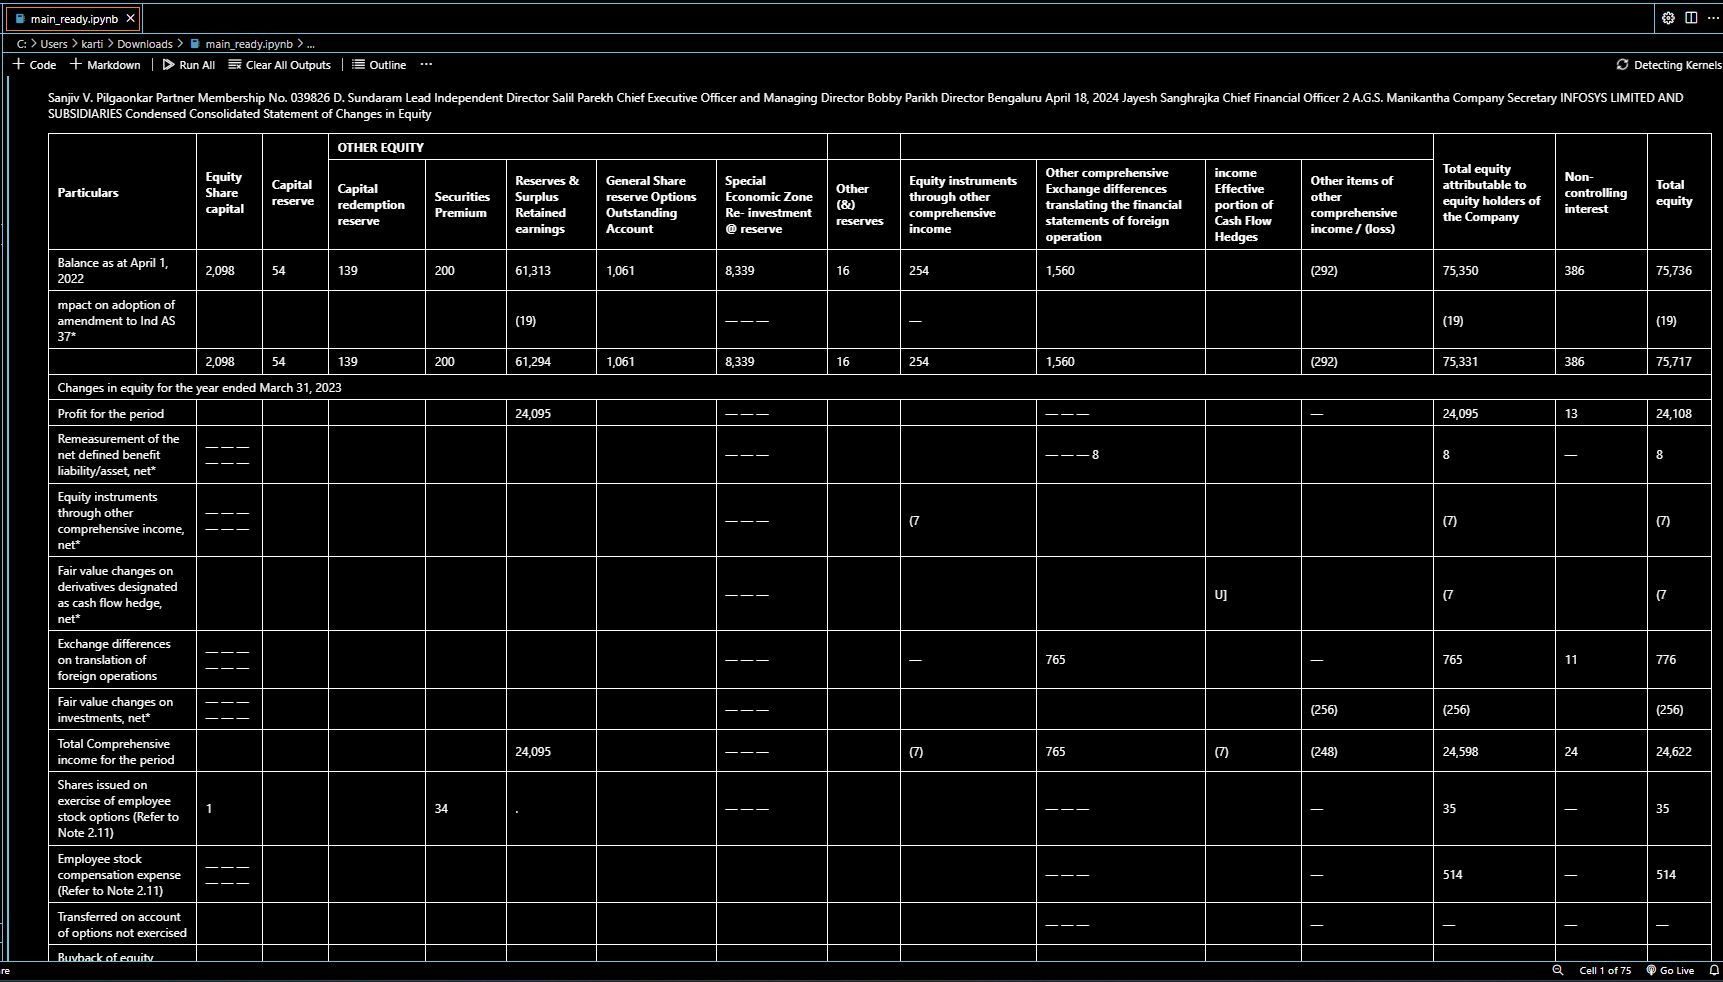 main_ready.ipynb ×
C: > Users > karti > Downloads > main_ready.ipynb > ...
+ Code + Markdown | Run All Clear All Outputs | Outline ...
Detecting Kernels
Sanjiv V. Pilgaonkar Partner Membership No. 039826 D. Sundaram Lead Independent Director Salil Parekh Chief Executive Officer and Managing Director Bobby Parikh Director Bengaluru April 18, 2024 Jayesh Sanghrajka Chief Financial Officer 2 A.G.S. Manikantha Company Secretary INFOSYS LIMITED AND
SUBSIDIARIES Condensed Consolidated Statement of Changes in Equity
OTHER EQUITY
Particulars
Equity
Share
capital
Capital
reserve
Capital
redemption
reserve
Securities
Premium
Reserves &
Surplus
Retained
earnings
General Share
reserve Options
Outstanding
Account
Special
Economic Zone
Re- investment
@ reserve
Other
(&)
reserves
Equity instruments
through other
comprehensive
income
Other comprehensive
Exchange differences
translating the financial
statements of foreign
operation
income
Effective
portion of
Cash Flow
Hedges
Other items of
other
comprehensive
income / (loss)
Total equity
attributable to
equity holders of
the Company
Non-
controlling
interest
Total
equity
Balance as at April 1,
2022
2,098 54 139 200 61,313 1,061 8,339 16 254 1,560 (292) 75,350 386 75,736
mpact on adoption of
amendment to Ind AS
37*
(19) — — — — (19) (19)
2,098 54 139 200 61,294 1,061 8,339 16 254 1,560 (292) 75,331 386 75,717
Changes in equity for the year ended March 31, 2023
Profit for the period 24,095 — — — — — — — 24,095 13 24,108
Remeasurement of the
net defined benefit
liability/asset, net*
— — —
— — —
— — — — — — 8 8 — 8
Equity instruments
through other
comprehensive income,
net*
— — —
— — —
— — — (7 (7) (7)
Fair value changes on
derivatives designated
as cash flow hedge,
net*
— — — U] (7 (7
Exchange differences
on translation of
foreign operations
— — —
— — —
— — — — 765 — 765 11 776
Fair value changes on
investments, net*
— — —
— — —
— — — (256) (256) (256)
Total Comprehensive
income for the period
24,095 — — — (7) 765 (7) (248) 24,598 24 24,622
Shares issued on
exercise of employee
stock options (Refer to
Note 2.11)
1 34 . — — — — — — — 35 — 35
Employee stock
compensation expense
(Refer to Note 2.11)
— — —
— — —
— — — — 514 — 514
Transferred on account
of options not exercised
— — — — — — —
Buyback of equity
re
Cell 1 of 75 Go Live